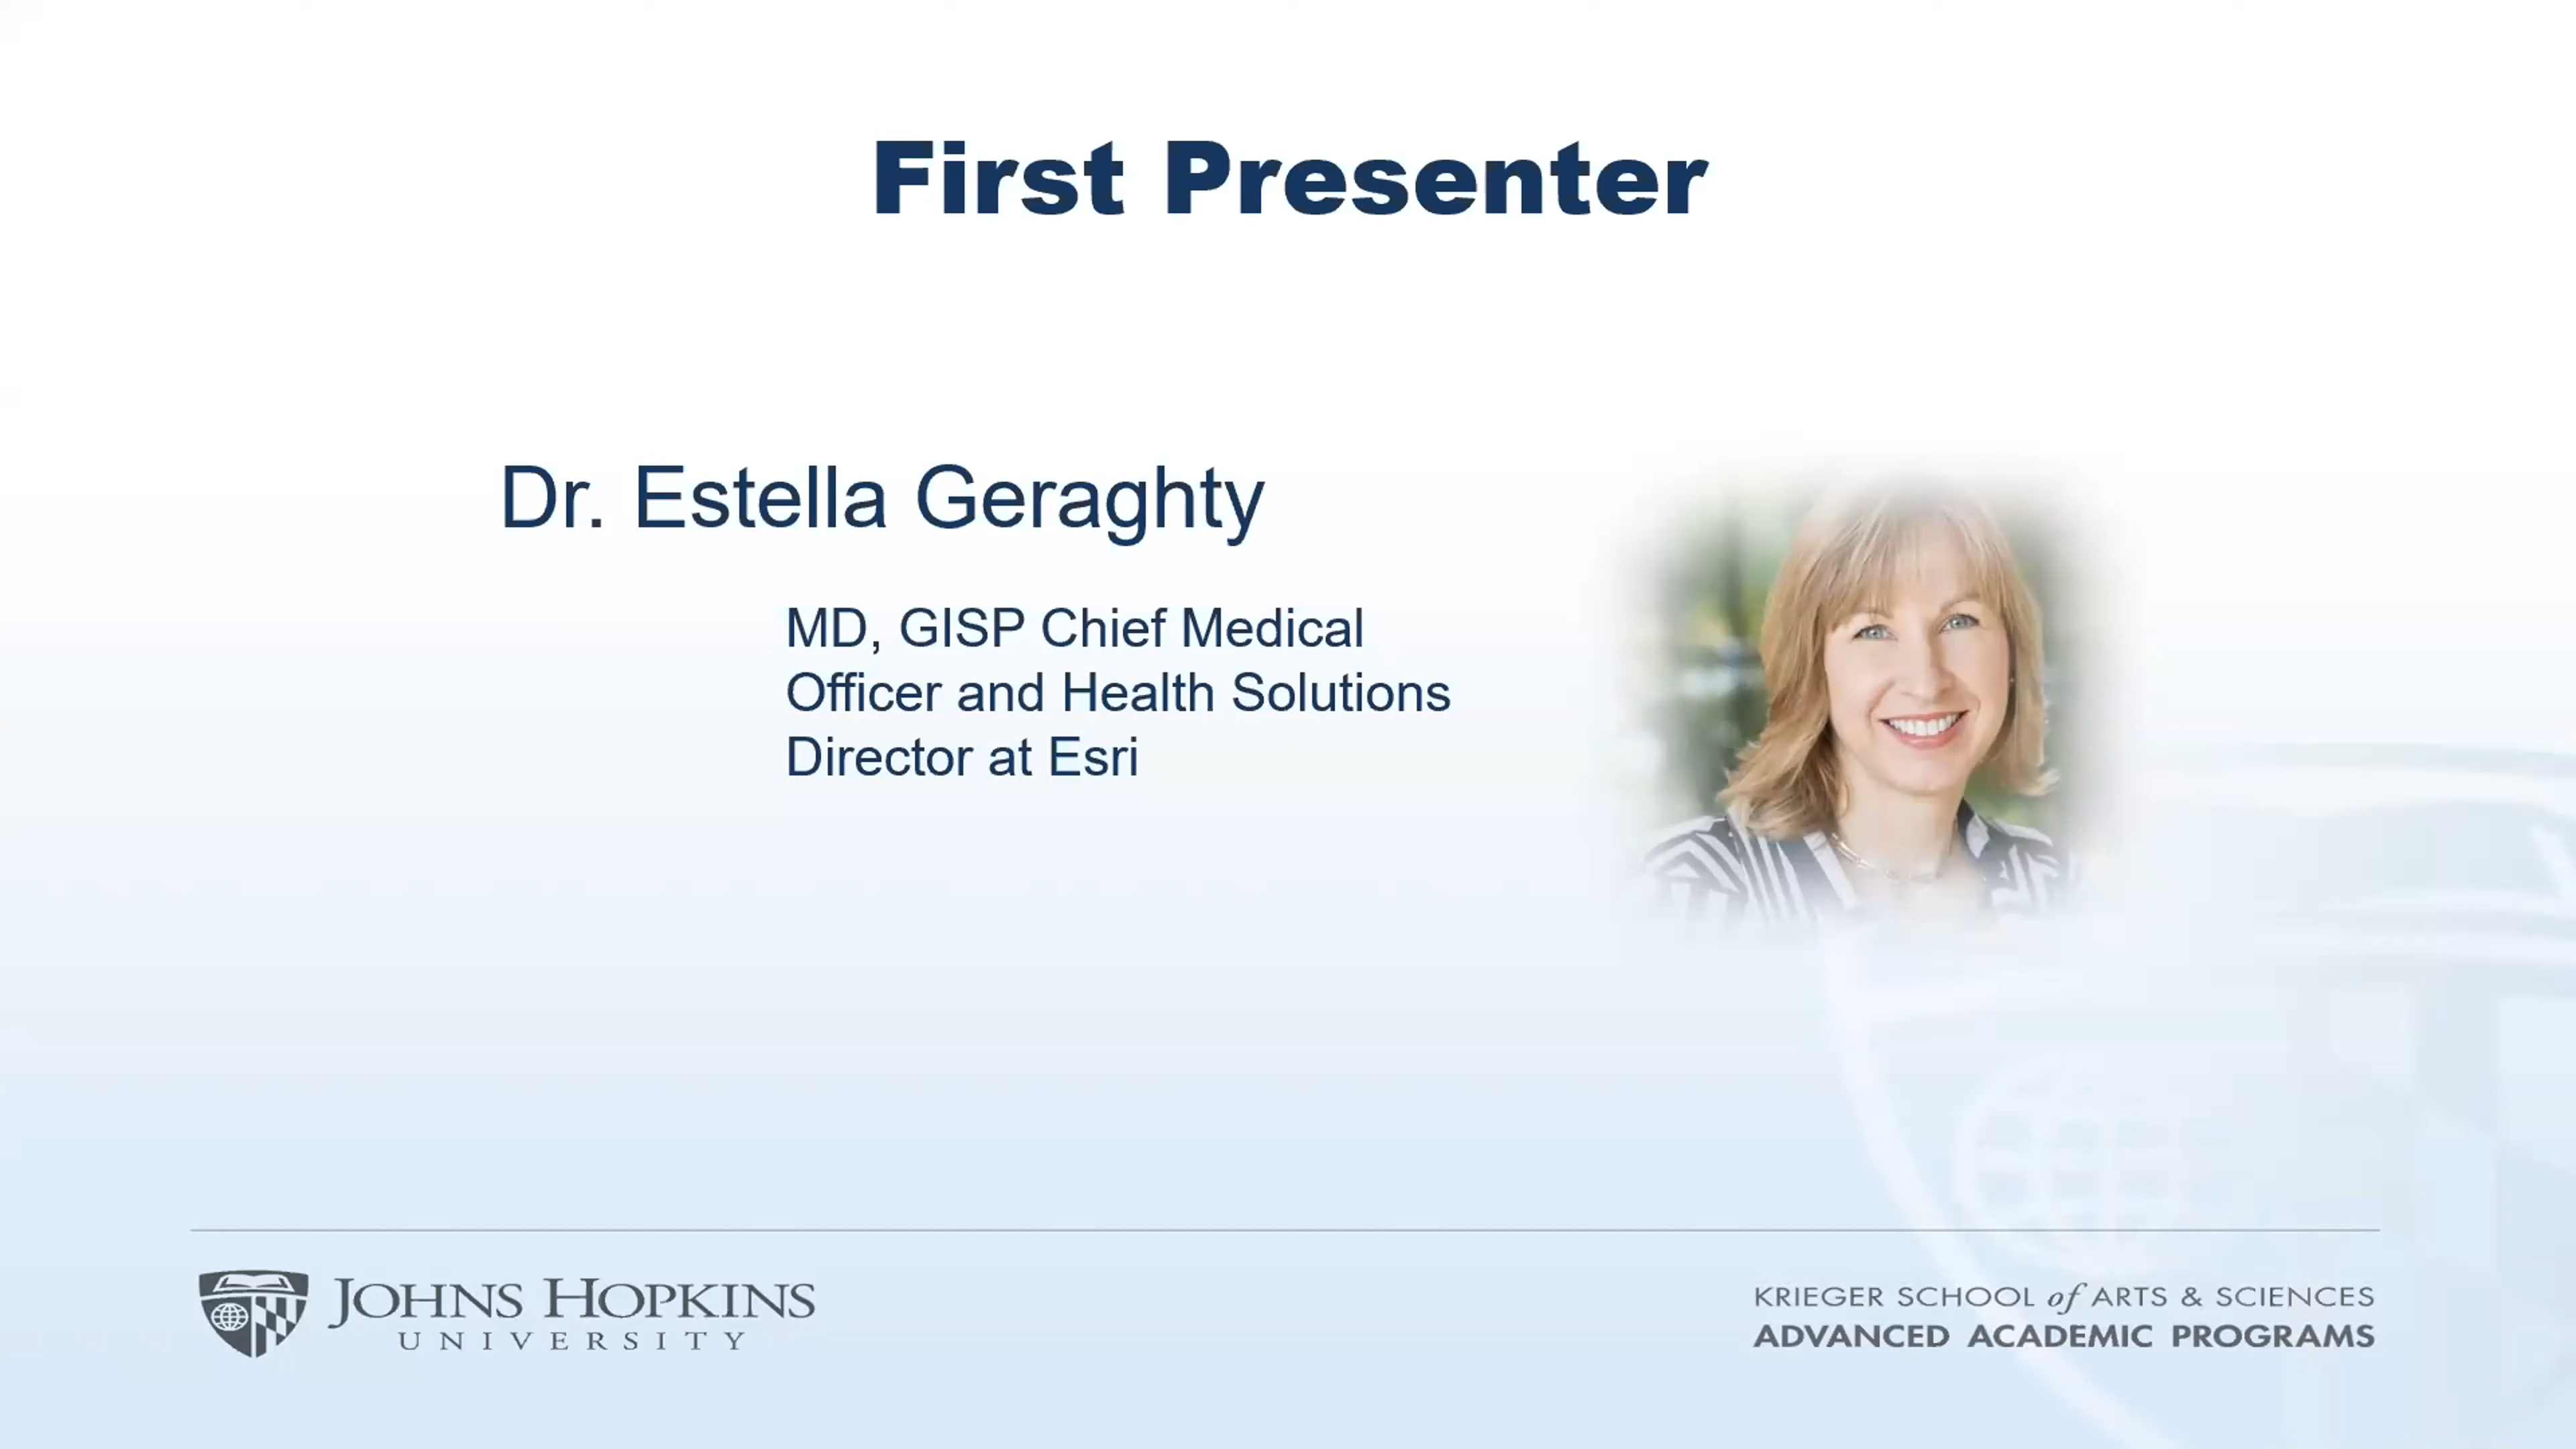 First Presenter
Dr. Estella Geraghty
MD, GISP Chief Medical
Officer and Health Solutions
Director at Esri
JOHNS HOPKINS
UNIVERSITY
KRIEGER SCHOOL of ARTS & SCIENCES
ADVANCED ACADEMIC PROGRAMS